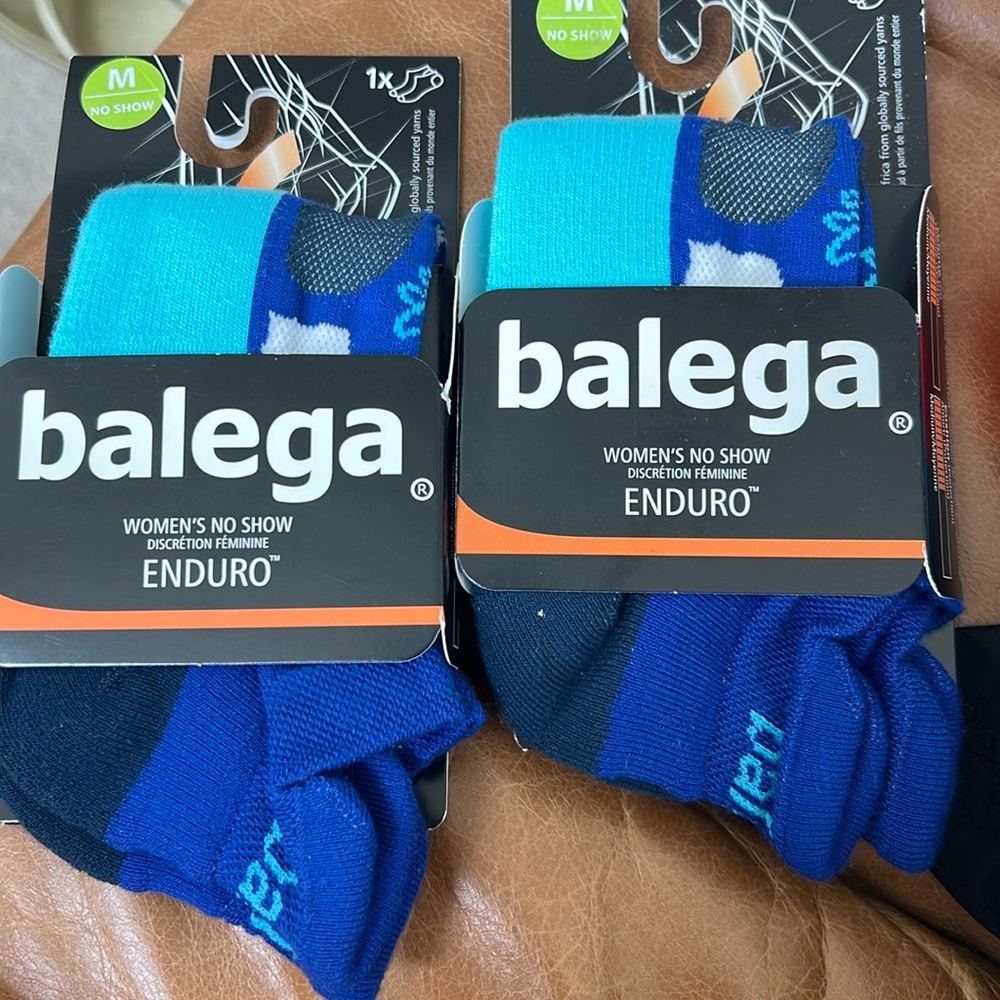 M
NO SHOW
1x
globally sourced yarns
fils provenant du monde entier
balega®
WOMEN'S NO SHOW
DISCRÉTION FÉMININE
ENDURO™
M
NO SHOW
frica from globally sourced yarns
d à partir de fils provenant du monde entier
balega®
WOMEN'S NO SHOW
DISCRÉTION FÉMININE
ENDURO™